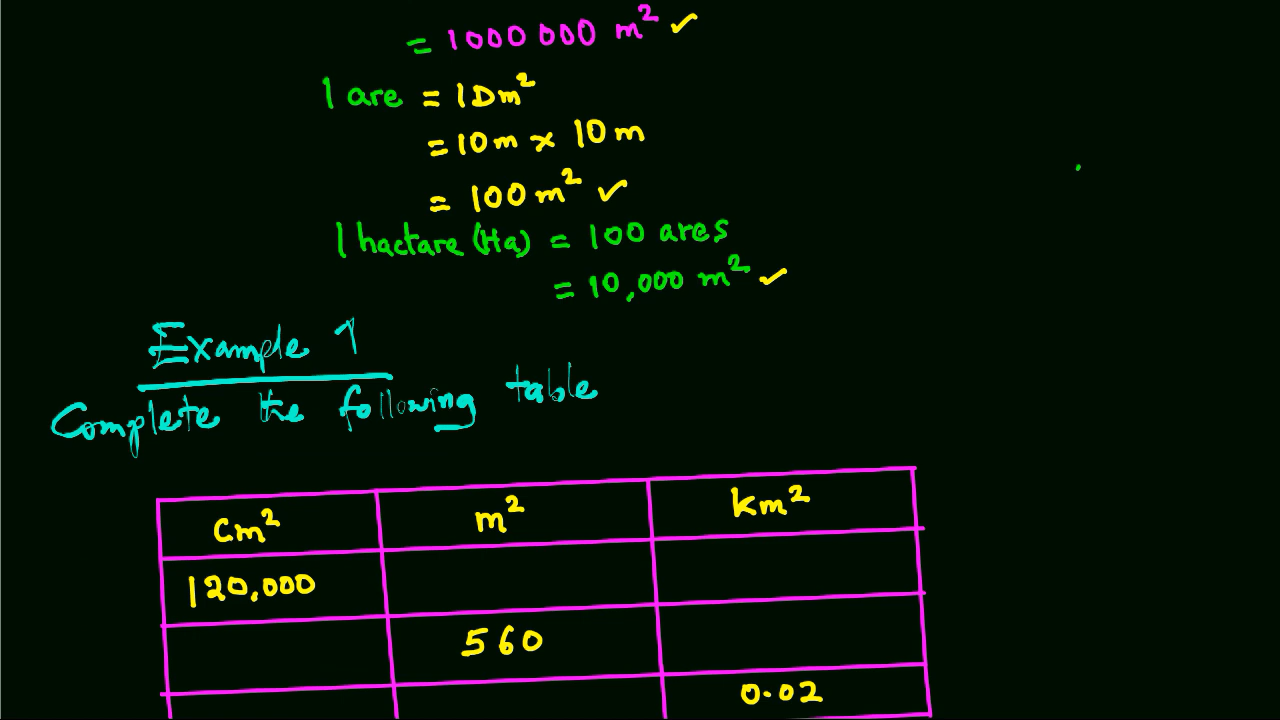 = 1000 000 m² ✓
1 are = 1Dm²
= 10m × 10m
= 100m² ✓
1 hactare (Ha) = 100 ares
= 10,000 m² ✓
Example 1
Complete the following table
Cm² m² km²
120,000
560
0.02